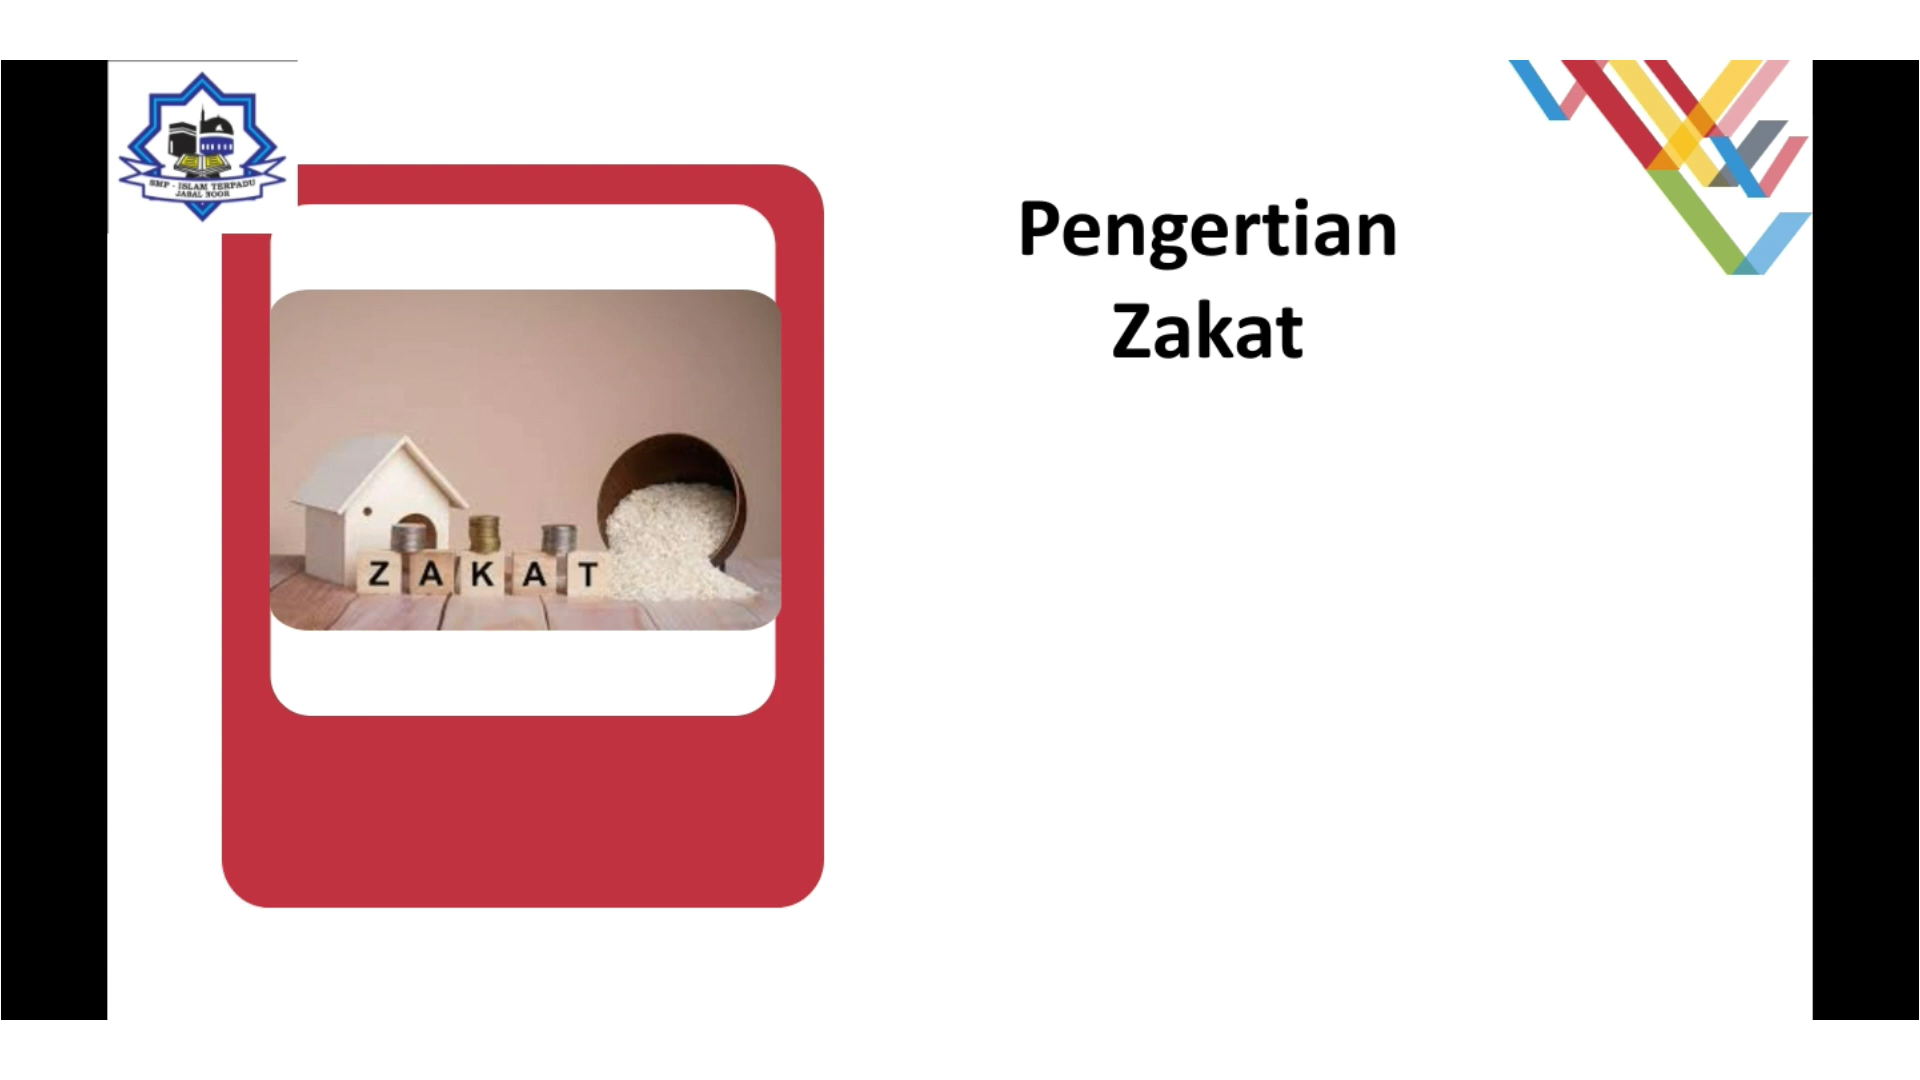 SMP - ISLAM TERPADU
JABAL NOOR
Pengertian
Zakat
Z A K A T